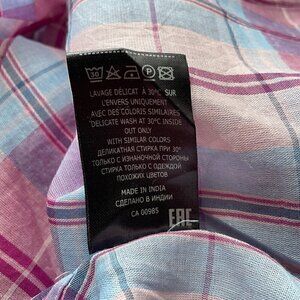 30
P
LAVAGE DÉLICAT À 30°C SUR
L'ENVERS UNIQUEMENT
AVEC DES COLORIS SIMILAIRES
DELICATE WASH AT 30°C INSIDE
OUT ONLY
WITH SIMILAR COLORS
ДЕЛИКАТНАЯ СТИРКА ПРИ 30°
ТОЛЬКО С ИЗНАНОЧНОЙ СТОРОНЫ
СТИРКА ТОЛЬКО С ОДЕЖДОЙ
ПОХОЖИХ ЦВЕТОВ
MADE IN INDIA
СДЕЛАНО В ИНДИИ
CA 00985
EAC